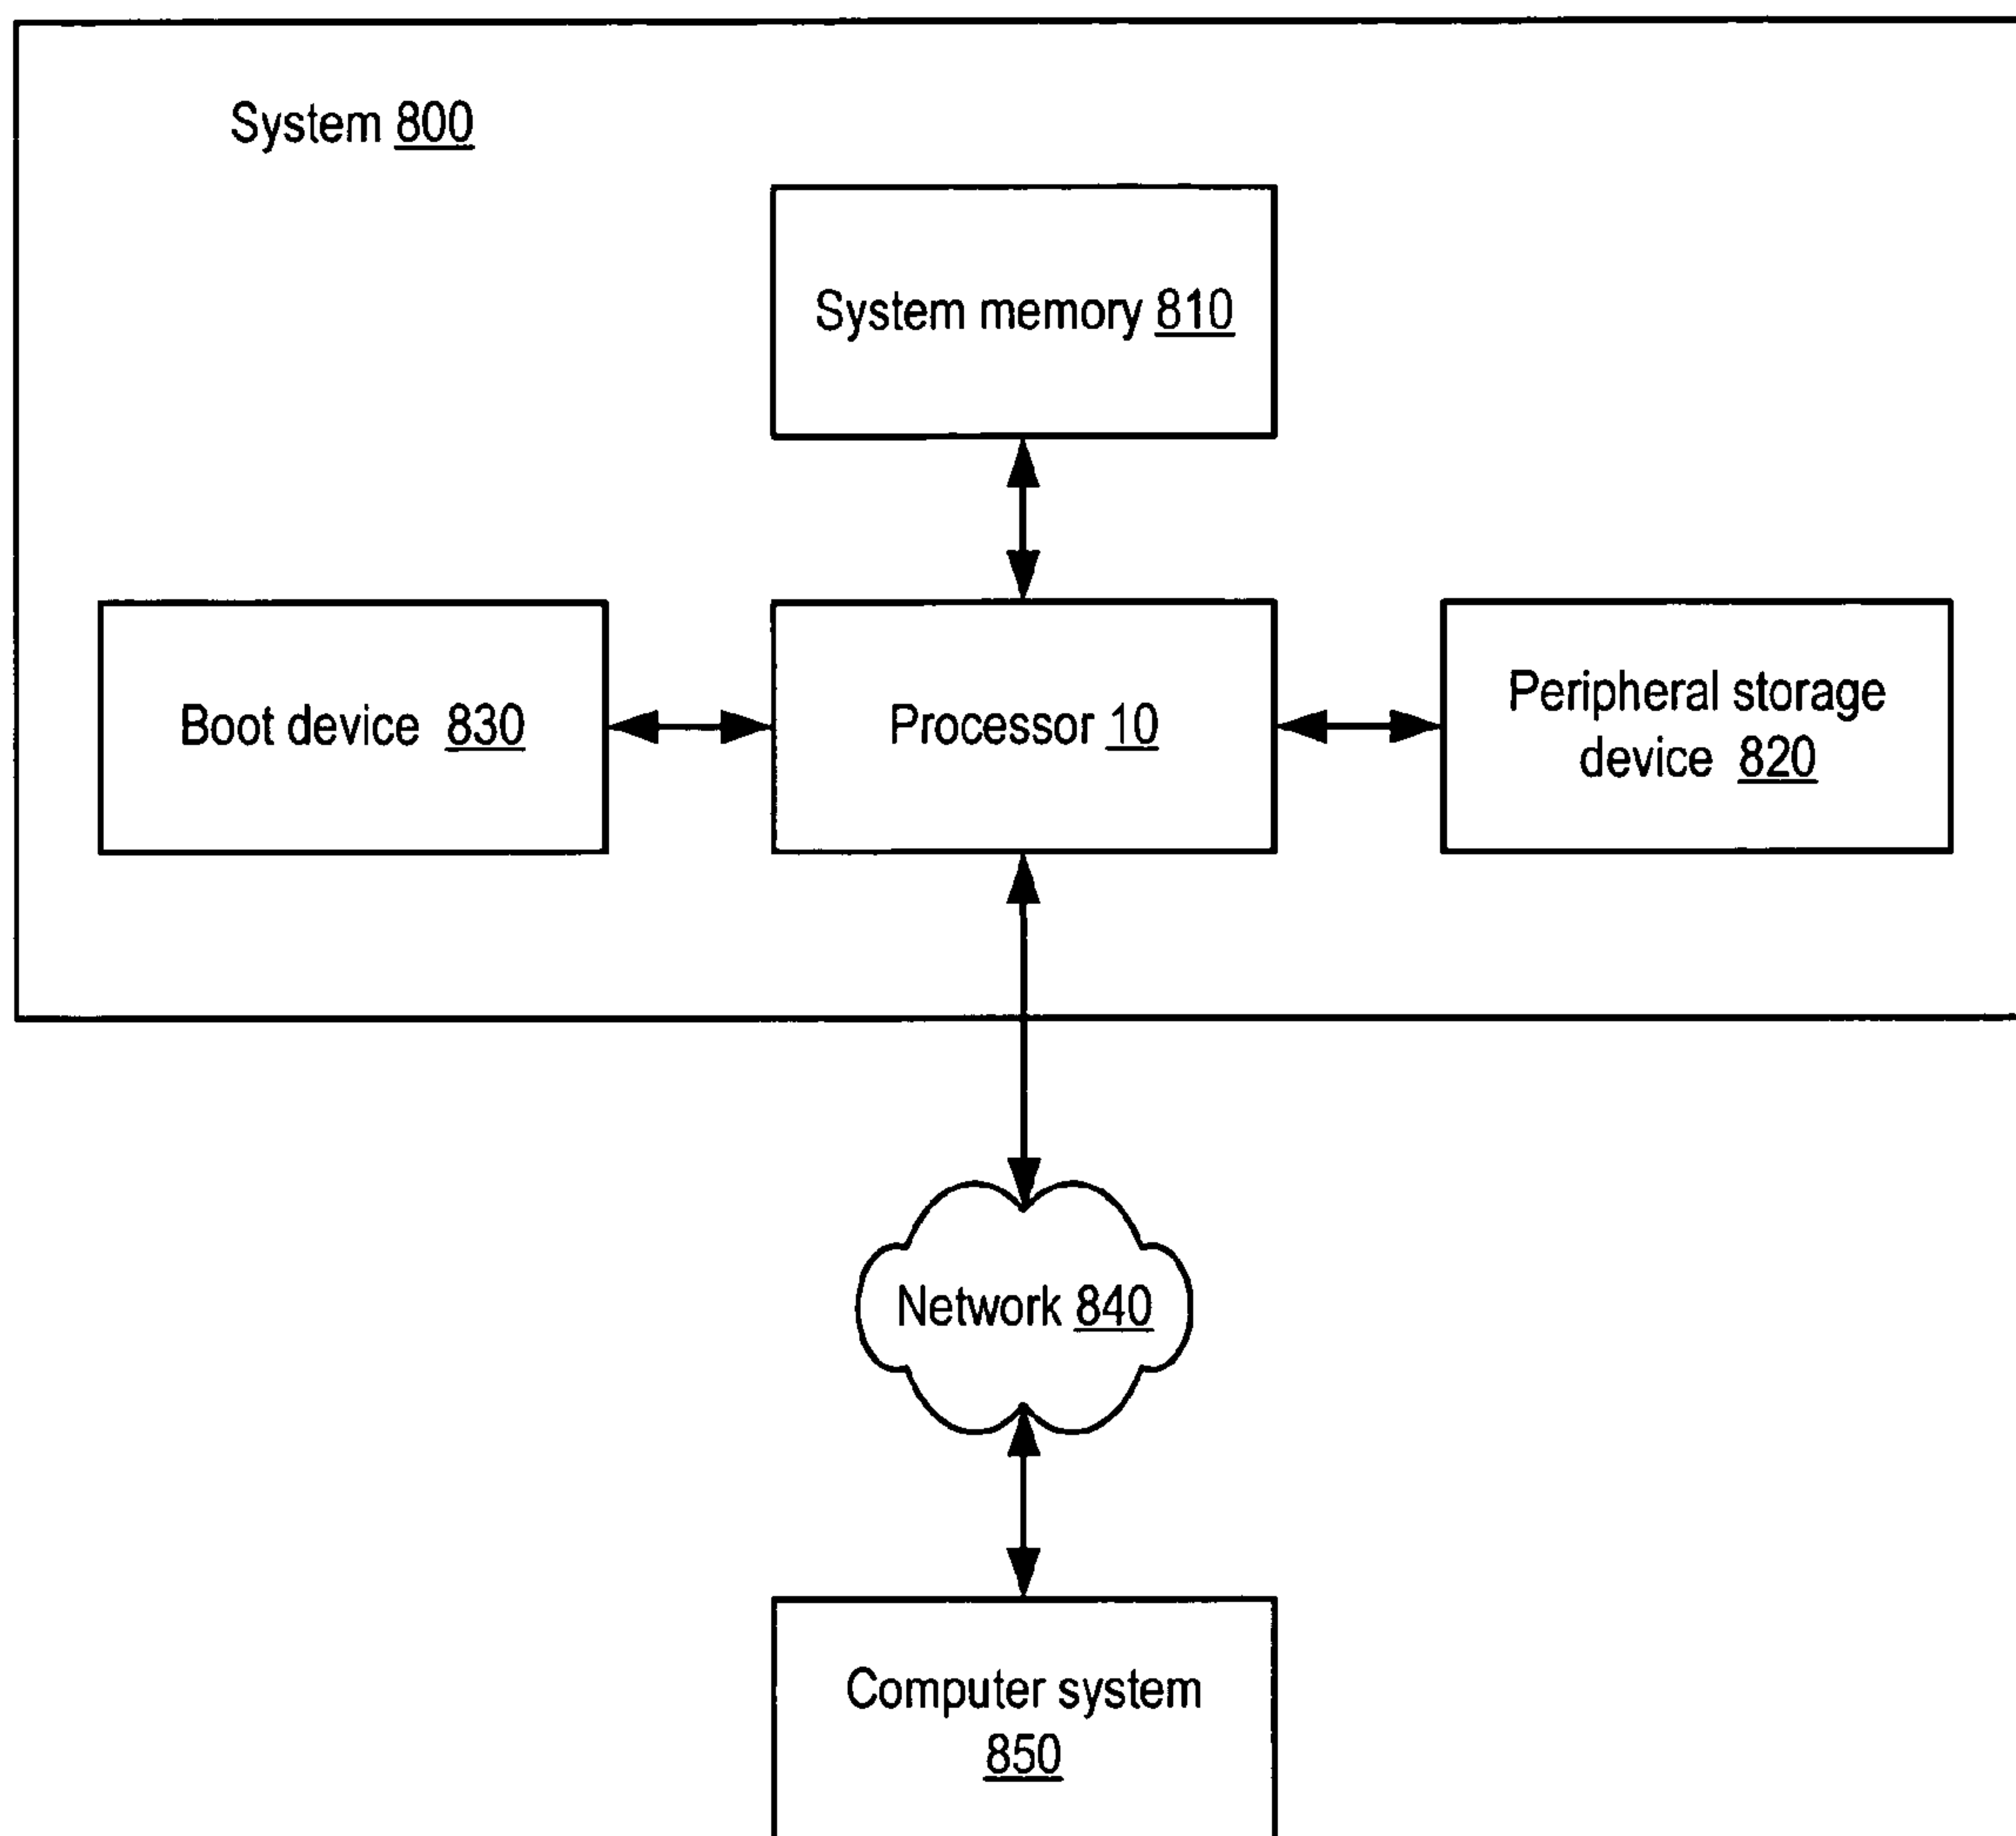 System 800
System memory 810
Boot device 830
Processor 10
Peripheral storage
device 820
Network 840
Computer system
850